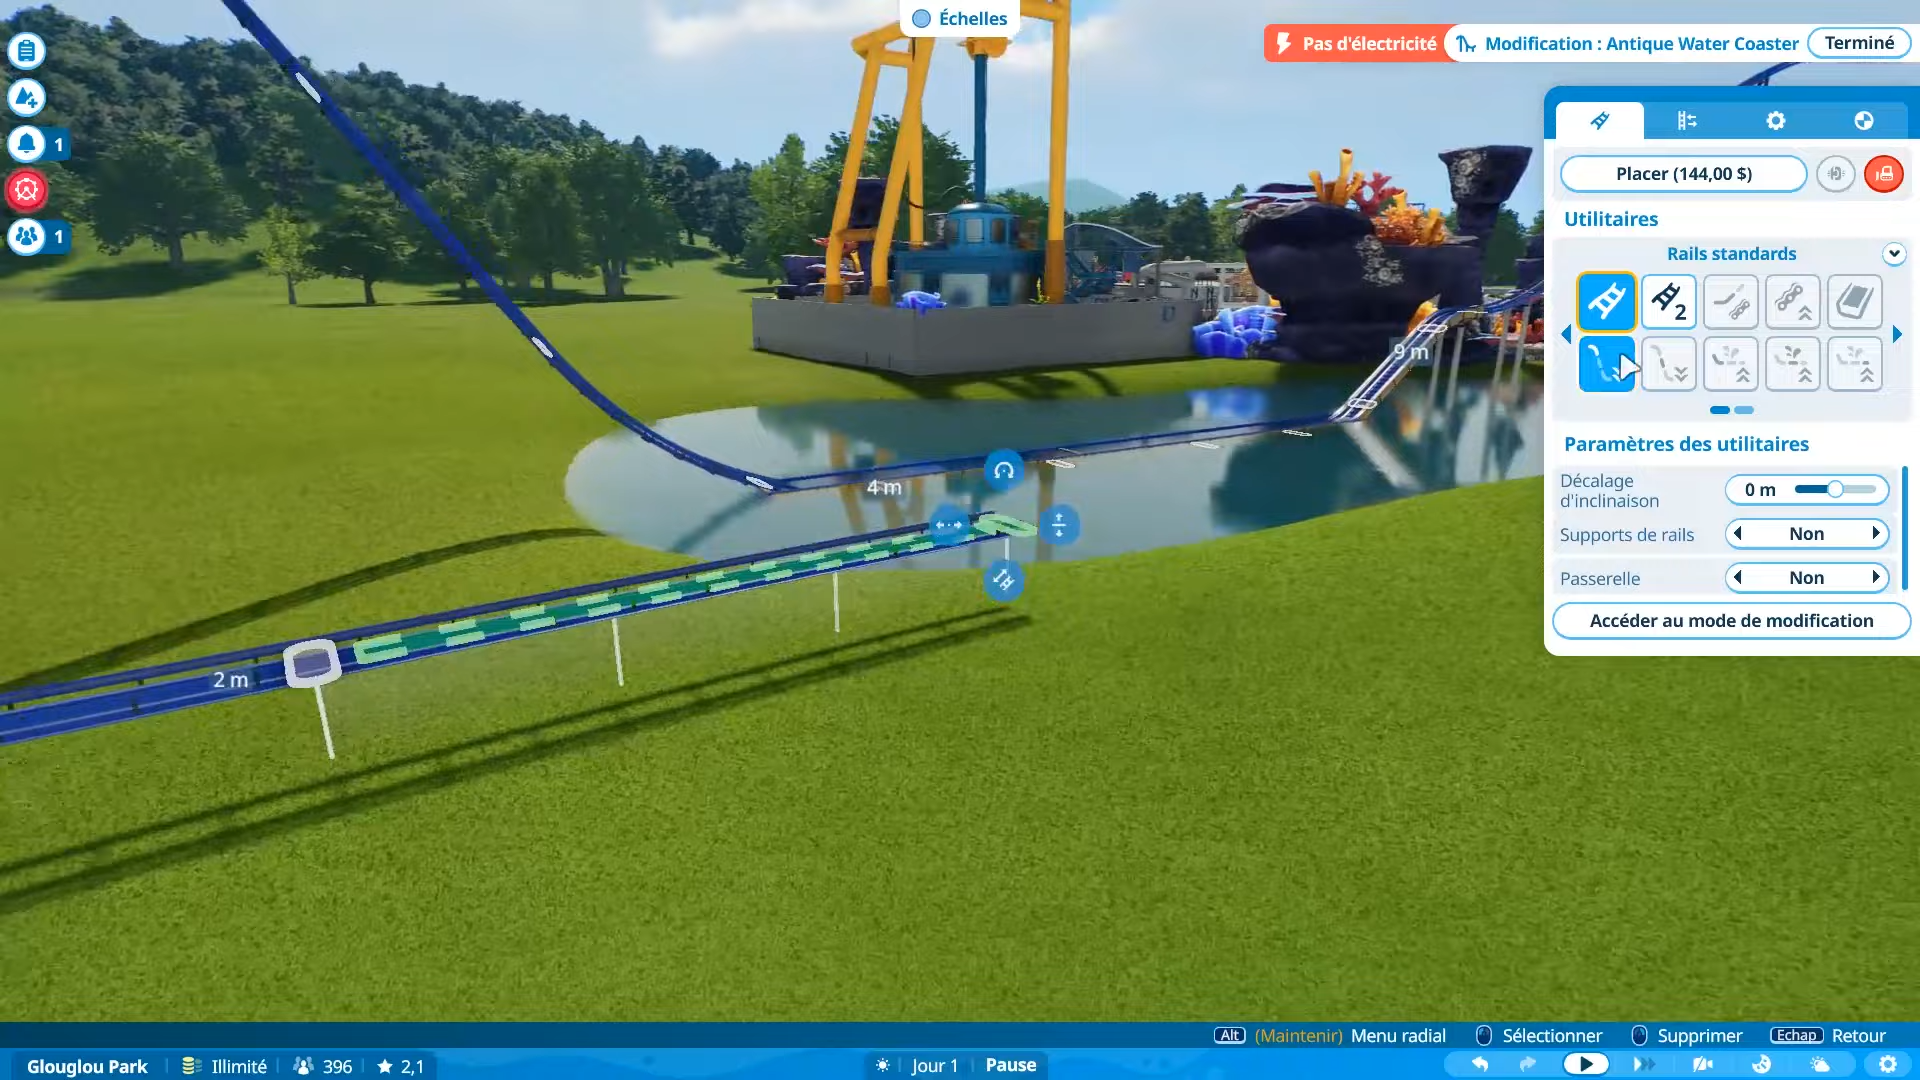 Échelles
Pas d'électricité
Modification : Antique Water Coaster
Terminé
1
1
Placer (144,00 $)
Utilitaires
Rails standards
2
Paramètres des utilitaires
Décalage d'inclinaison
0 m
Supports de rails
Non
Passerelle
Non
Accéder au mode de modification
9 m
4 m
2 m
Alt (Maintenir) Menu radial Sélectionner Supprimer Echap Retour
Glouglou Park Illimité 396 2,1 Jour 1 Pause